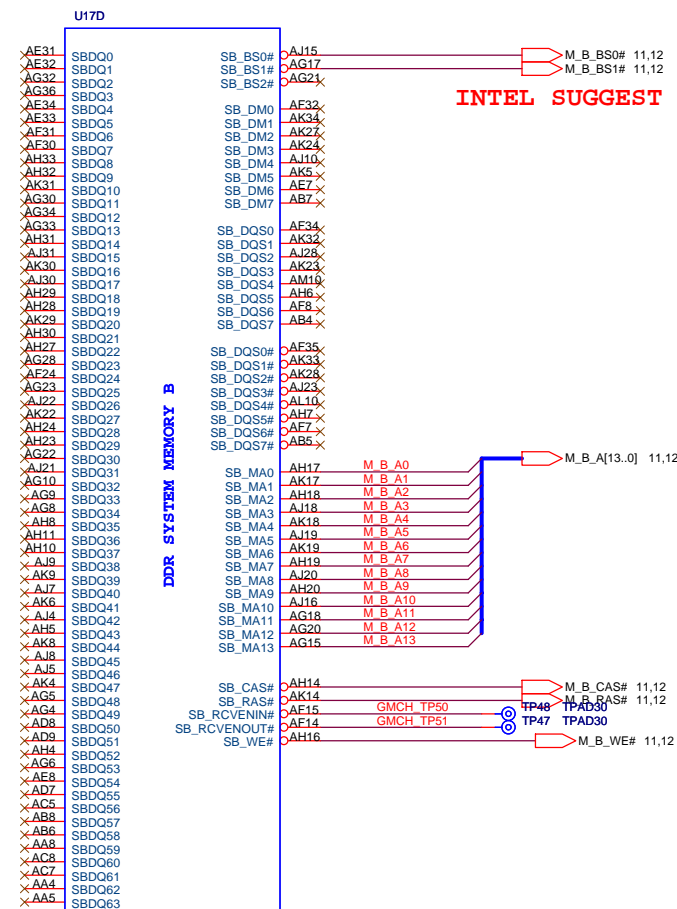 U17D
AE31 SBDQ0 SB_BS0# AJ15 M_B_BS0# 11,12
AE32 SBDQ1 SB_BS1# AG17 M_B_BS1# 11,12
AG32 SBDQ2 SB_BS2# AG21
AG36 SBDQ3 INTEL SUGGEST
AE34 SBDQ4 SB_DM0 AF32
AE33 SBDQ5 SB_DM1 AK34
AF31 SBDQ6 SB_DM2 AK27
AF30 SBDQ7 SB_DM3 AK24
AH33 SBDQ8 SB_DM4 AJ10
AH32 SBDQ9 SB_DM5 AK5
AK31 SBDQ10 SB_DM6 AE7
AG30 SBDQ11 SB_DM7 AB7
AG34 SBDQ12
AG33 SBDQ13 SB_DQS0 AF34
AH31 SBDQ14 SB_DQS1 AK32
AJ31 SBDQ15 SB_DQS2 AJ28
AK30 SBDQ16 SB_DQS3 AK23
AJ30 SBDQ17 SB_DQS4 AM10
AH29 SBDQ18 SB_DQS5 AH6
AH28 SBDQ19 SB_DQS6 AF8
AK29 SBDQ20 SB_DQS7 AB4
AH30 SBDQ21
AH27 SBDQ22 SB_DQS0# AF35
AG28 SBDQ23 SB_DQS1# AK33
AF24 SBDQ24 SB_DQS2# AK28
AG23 SBDQ25 SB_DQS3# AJ23
AJ22 SBDQ26 SB_DQS4# AL10
AK22 SBDQ27 SB_DQS5# AH7
AH24 SBDQ28 SB_DQS6# AF7
AH23 SBDQ29 SB_DQS7# AB5
AG22 SBDQ30 M_B_A[13..0] 11,12
AJ21 SBDQ31 SB_MA0 AH17 M_B_A0
AG10 SBDQ32 SB_MA1 AK17 M_B_A1
AG9 SBDQ33 SB_MA2 AH18 M_B_A2
AG8 SBDQ34 SB_MA3 AJ18 M_B_A3
AH8 SBDQ35 SB_MA4 AK18 M_B_A4
AH11 SBDQ36 SB_MA5 AJ19 M_B_A5
AH10 SBDQ37 SB_MA6 AK19 M_B_A6
AJ9 SBDQ38 SB_MA7 AH19 M_B_A7
AK9 SBDQ39 SB_MA8 AJ20 M_B_A8
AJ7 SBDQ40 SB_MA9 AH20 M_B_A9
AK6 SBDQ41 SB_MA10 AJ16 M_B_A10
AJ4 SBDQ42 SB_MA11 AG18 M_B_A11
AH5 SBDQ43 SB_MA12 AG20 M_B_A12
AK8 SBDQ44 SB_MA13 AG15 M_B_A13
AJ8 SBDQ45
AJ5 SBDQ46
AK4 SBDQ47 SB_CAS# AH14 M_B_CAS# 11,12
AG5 SBDQ48 SB_RAS# AK14 M_B_RAS# 11,12
AG4 SBDQ49 SB_RCVENIN# AF15 GMCH_TP50 TP48 TPAD30
AD8 SBDQ50 SB_RCVENOUT# AF14 GMCH_TP51 TP47 TPAD30
AD9 SBDQ51 SB_WE# AH16 M_B_WE# 11,12
AH4 SBDQ52
AG6 SBDQ53
AE8 SBDQ54
AD7 SBDQ55
AC5 SBDQ56
AB8 SBDQ57
AB6 SBDQ58
AA8 SBDQ59
AC8 SBDQ60
AC7 SBDQ61
AA4 SBDQ62
AA5 SBDQ63
DDR SYSTEM MEMORY B